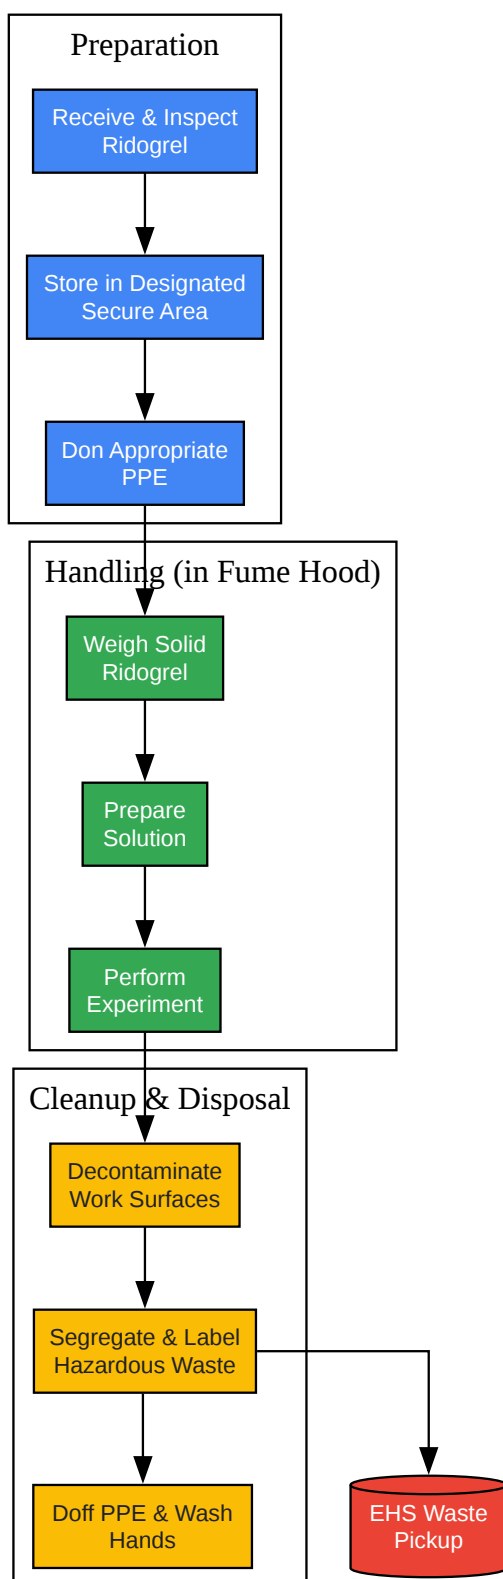 Preparation
Receive & Inspect
Ridogrel
Store in Designated
Secure Area
Don Appropriate
PPE
Handling (in Fume Hood)
Weigh Solid
Ridogrel
Prepare
Solution
Perform
Experiment
Cleanup & Disposal
Decontaminate
Work Surfaces
Segregate & Label
Hazardous Waste
Doff PPE & Wash
Hands
EHS Waste
Pickup